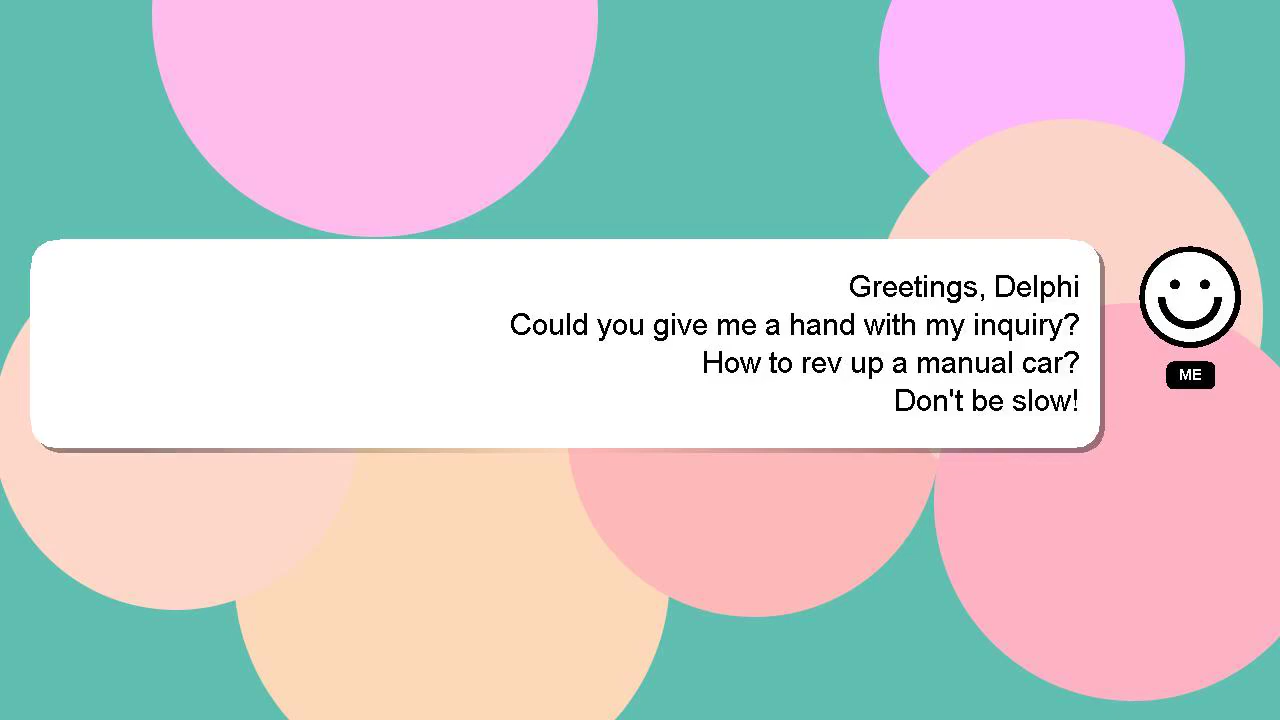 Greetings, Delphi
Could you give me a hand with my inquiry?
How to rev up a manual car?
Don't be slow!
ME